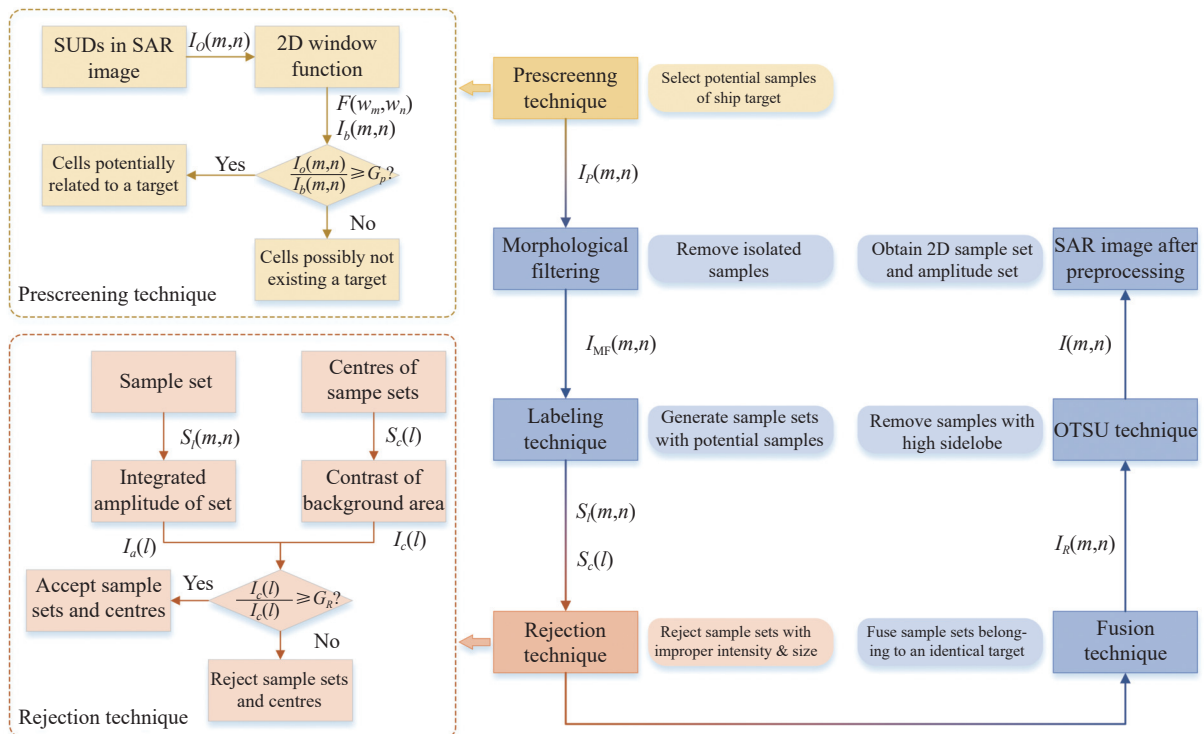 SUDs in SAR
image
I_O(m,n)
2D window
function
F(w_m,w_n)
I_b(m,n)
I_o(m,n)
I_b(m,n)
⩾G_p?
Yes
Cells potentially
related to a target
No
Cells possibly not
existing a target
Prescreening technique
Sample set
Centres of
sampe sets
S_l(m,n)
S_c(l)
Integrated
amplitude of set
Contrast of
background area
I_a(l)
I_c(l)
I_c(l)
I_c(l)
⩾G_R?
Yes
Accept sample
sets and centres
No
Reject sample sets
and centres
Rejection technique
Prescreenng
technique
Select potential samples
of ship target
I_P(m,n)
Morphological
filtering
Remove isolated
samples
I_MF(m,n)
Labeling
technique
Generate sample sets
with potential samples
S_l(m,n)
S_c(l)
Rejection
technique
Reject sample sets with
improper intensity & size
Fuse sample sets belong-
ing to an identical target
Fusion
technique
I_R(m,n)
Remove samples with
high sidelobe
OTSU technique
I(m,n)
Obtain 2D sample set
and amplitude set
SAR image after
preprocessing